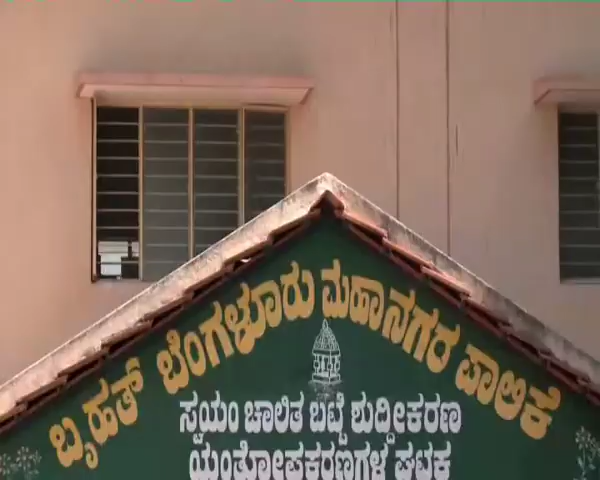 ಬೃಹತ್ ಬೆಂಗಳೂರು ಮಹಾನಗರ ಪಾಲಿಕೆ
ಸ್ವಯಂ ಚಾಲಿತ ಬಟ್ಟೆ ಶುದ್ದೀಕರಣ
ಯಂತ್ರೋಪಕರಣಗಳ ಘಟಕ